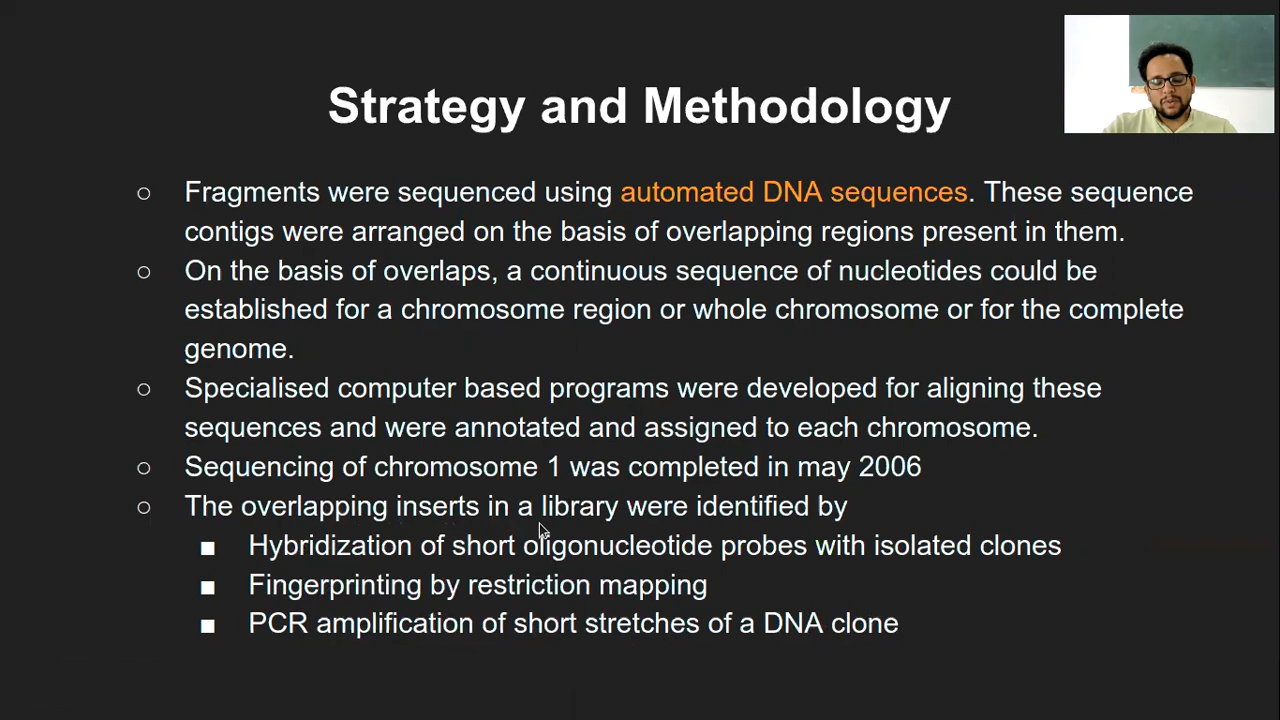 Strategy and Methodology
Fragments were sequenced using automated DNA sequences. These sequence
contigs were arranged on the basis of overlapping regions present in them.
On the basis of overlaps, a continuous sequence of nucleotides could be
established for a chromosome region or whole chromosome or for the complete
genome.
Specialised computer based programs were developed for aligning these
sequences and were annotated and assigned to each chromosome.
Sequencing of chromosome 1 was completed in may 2006
The overlapping inserts in a library were identified by
Hybridization of short oligonucleotide probes with isolated clones
Fingerprinting by restriction mapping
PCR amplification of short stretches of a DNA clone